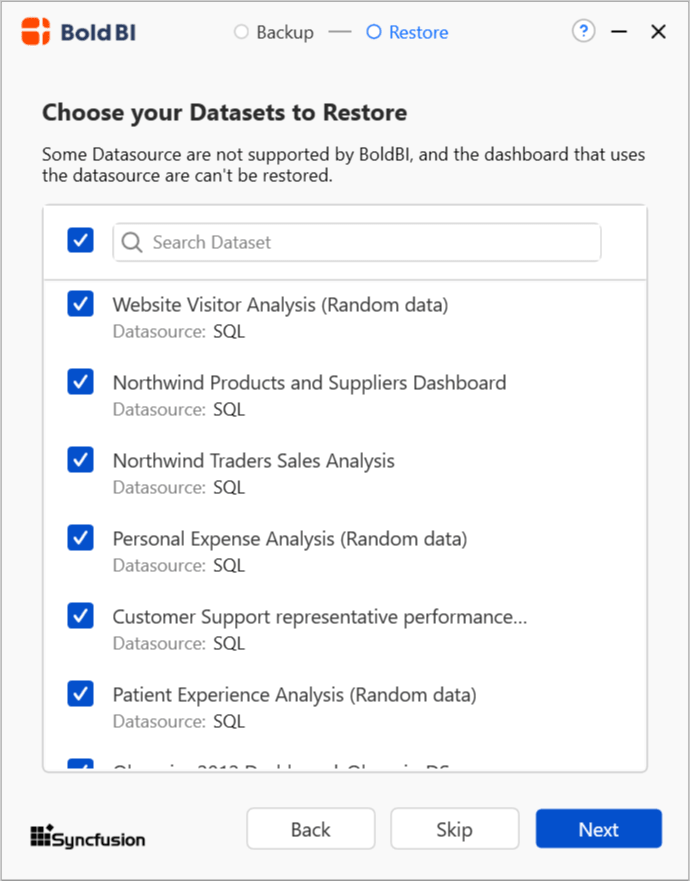 Bold BI
Backup
Restore
?
Choose your Datasets to Restore
Some Datasource are not supported by BoldBI, and the dashboard that uses
the datasource are can't be restored.
Search Dataset
Website Visitor Analysis (Random data)
Datasource: SQL
Northwind Products and Suppliers Dashboard
Datasource: SQL
Northwind Traders Sales Analysis
Datasource: SQL
Personal Expense Analysis (Random data)
Datasource: SQL
Customer Support representative performance...
Datasource: SQL
Patient Experience Analysis (Random data)
Datasource: SQL
Syncfusion
Back
Skip
Next